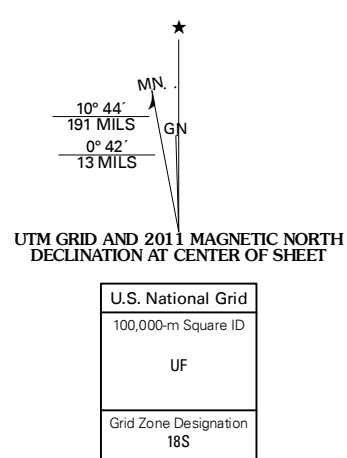 ★
MN
10° 44´
191 MILS
GN
0° 42´
13 MILS
UTM GRID AND 2011 MAGNETIC NORTH
DECLINATION AT CENTER OF SHEET
U.S. National Grid
100,000-m Square ID
UF
Grid Zone Designation
18S